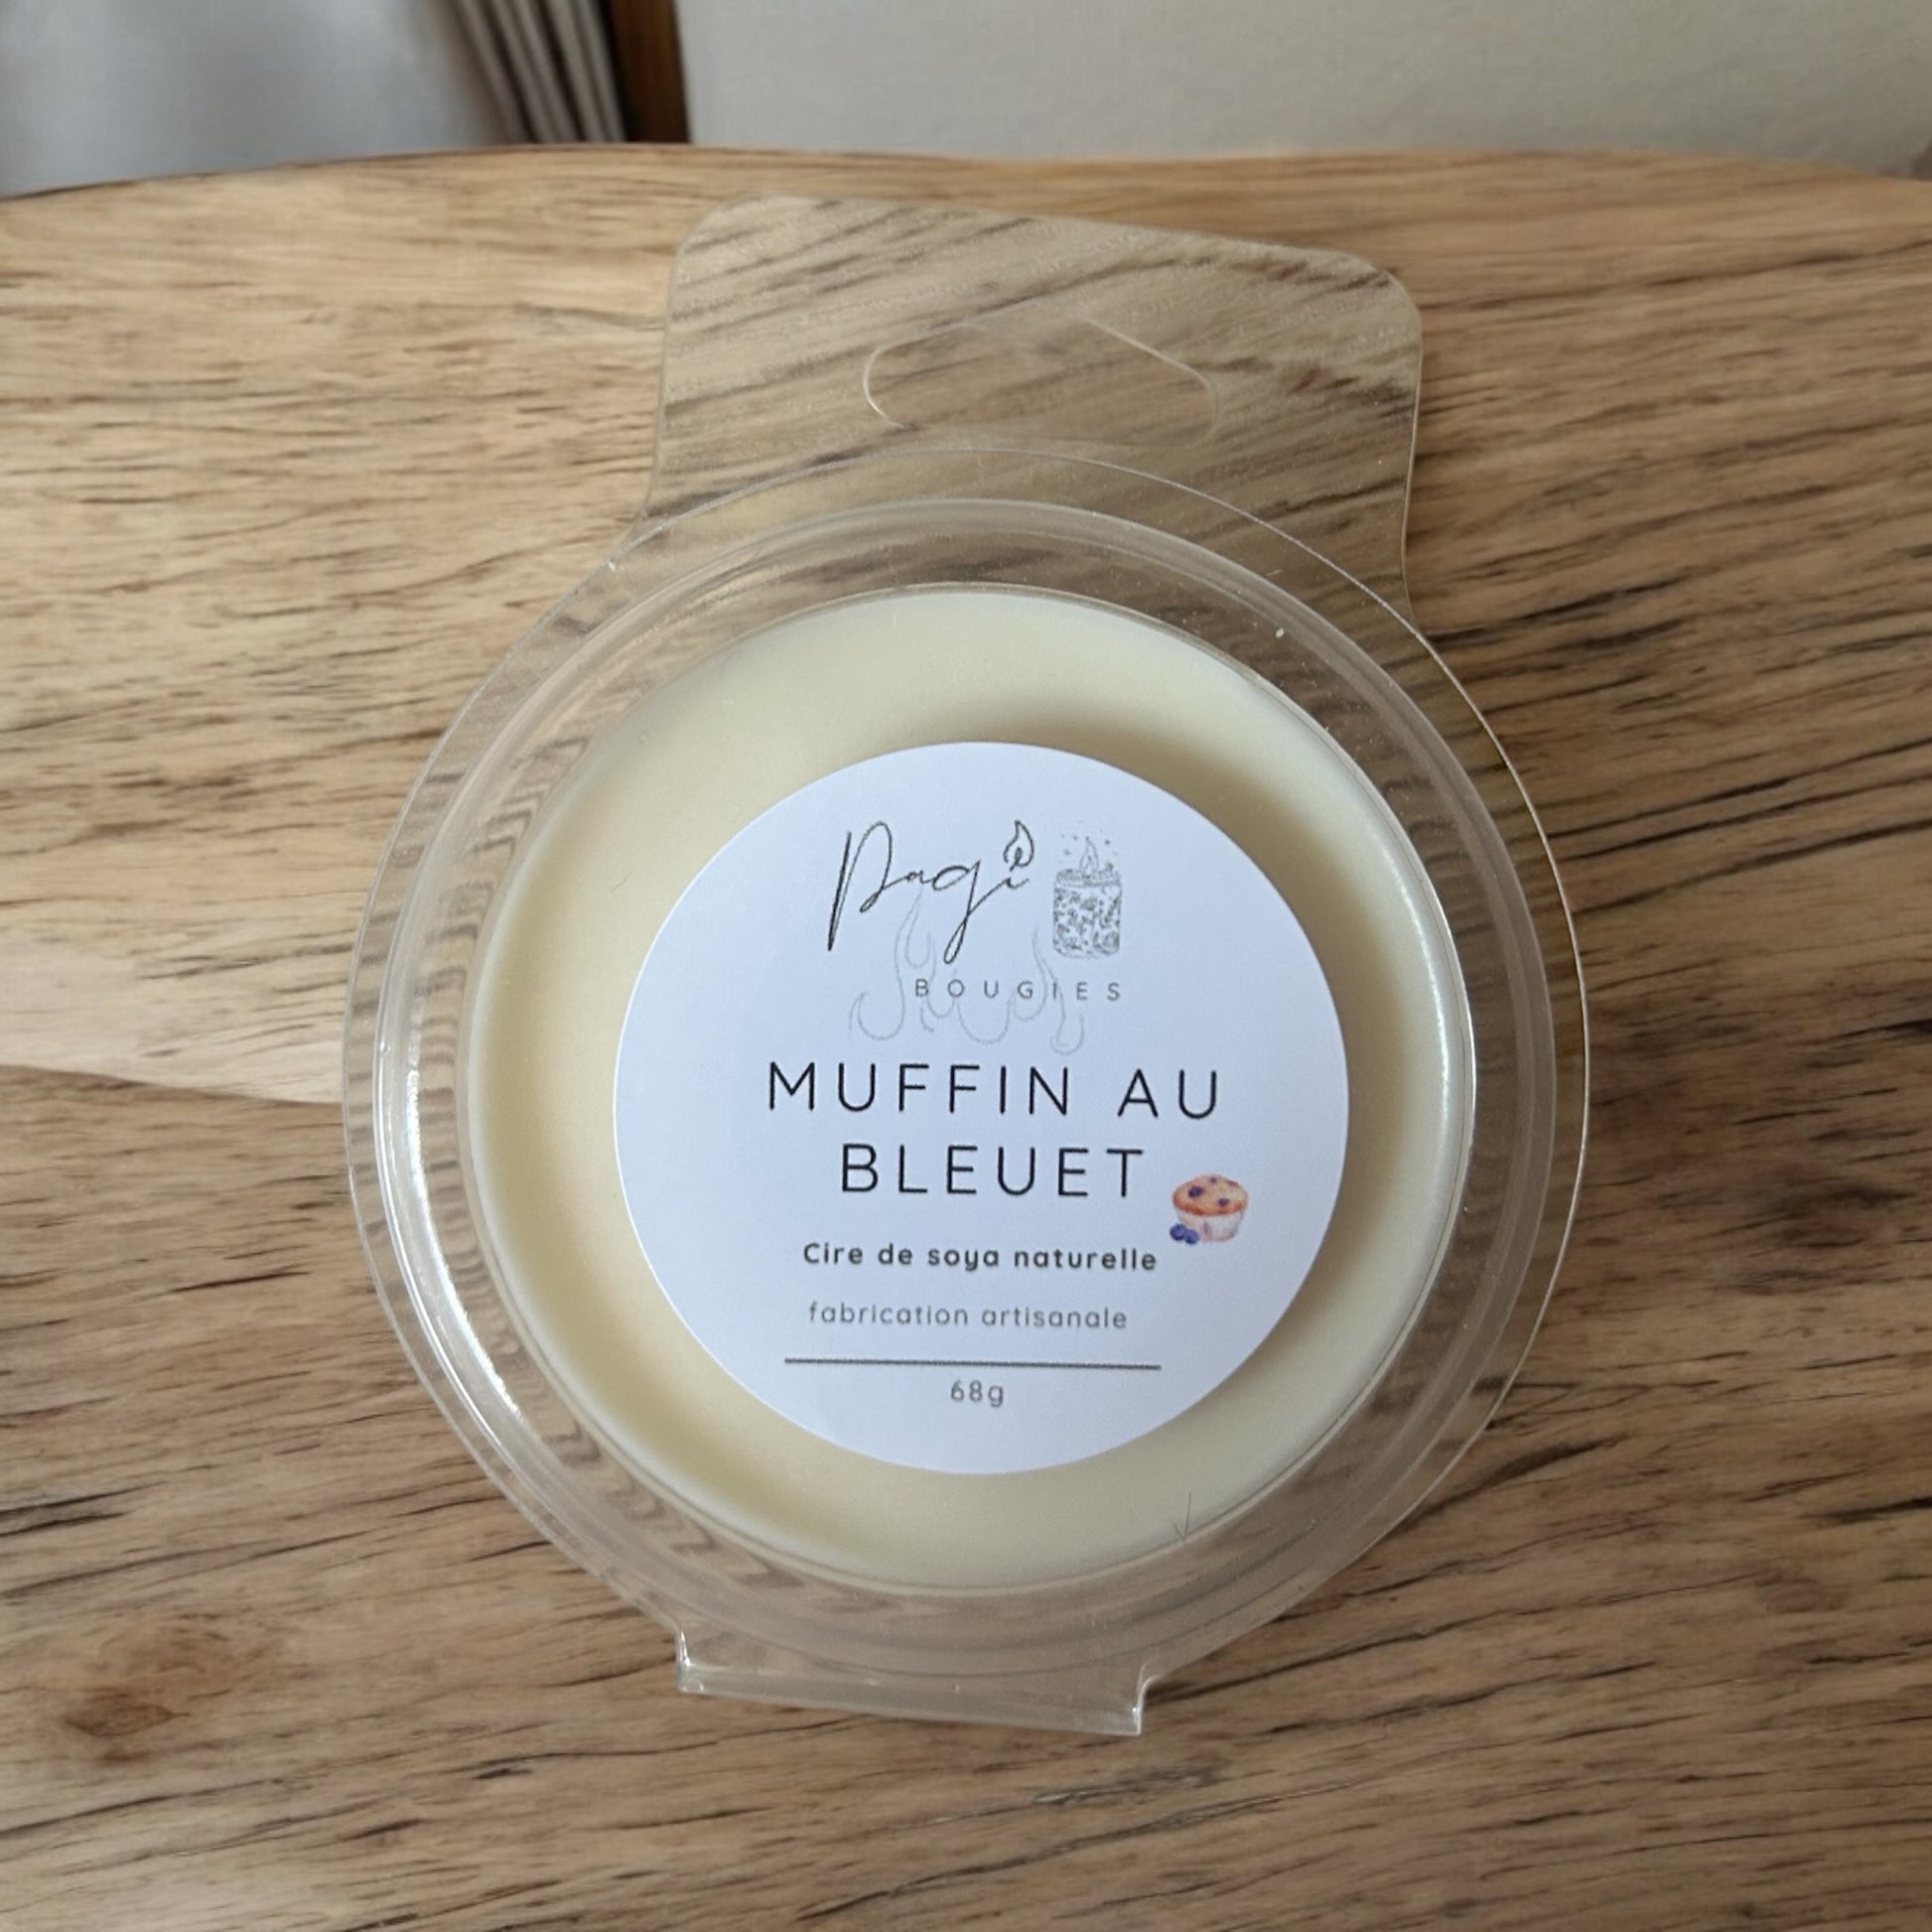 Pagi
BOUGIES
MUFFIN AU
BLEUET
Cire de soya naturelle
fabrication artisanale
68g